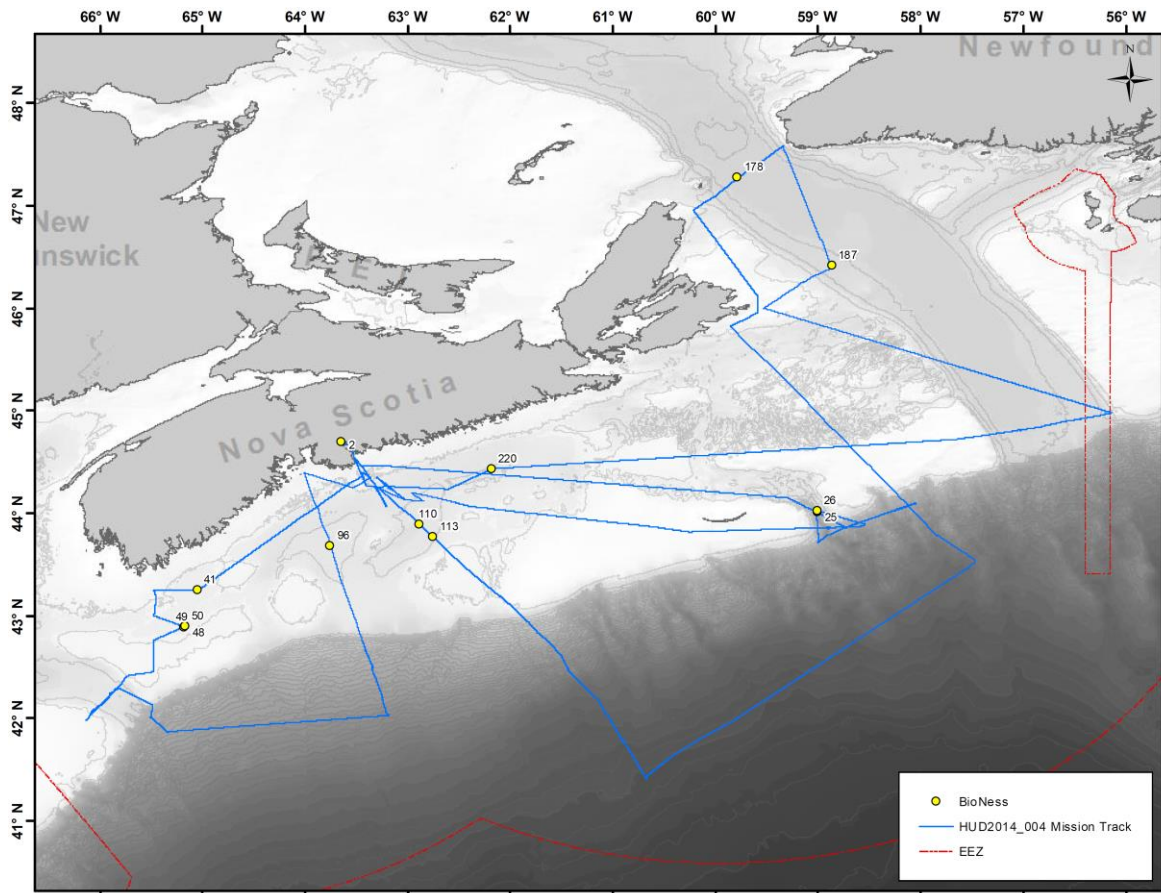 66° W 65° W 64° W 63° W 62° W 61° W 60° W 59° W 58° W 57° W 56° W
Newfound
N
48° N
178
47° N
New
unswick
P E I
187
46° N
45° N
Nova Scotia
2
220
44° N
26
25
110
113
96
41
43° N
49 50
48
42° N
41° N
BioNess
HUD2014_004 Mission Track
EEZ